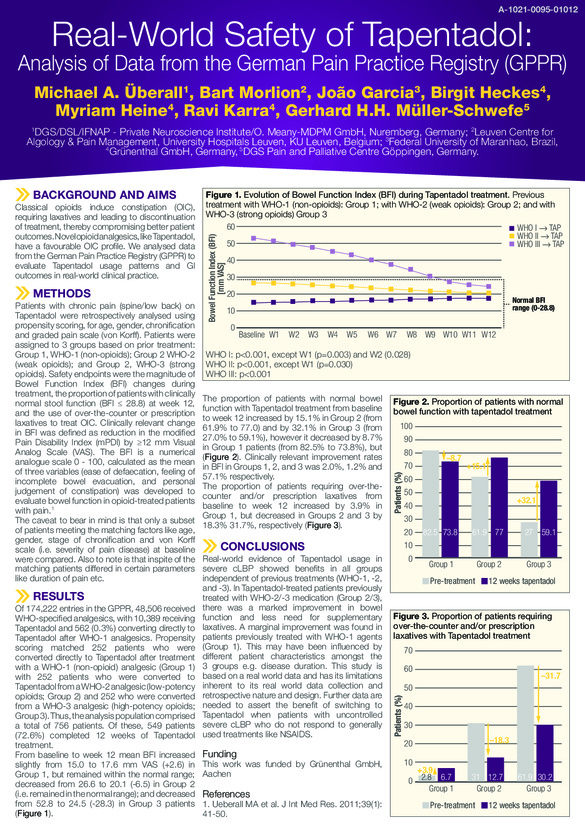 A-1021-0095-01012
Real-World Safety of Tapentadol:
Analysis of Data from the German Pain Practice Registry (GPPR)
Michael A. Überall¹, Bart Morlion², João Garcia³, Birgit Heckes⁴,
Myriam Heine⁴, Ravi Karra⁴, Gerhard H.H. Müller-Schwefe⁵
¹DGS/DSL/IFNAP - Private Neuroscience Institute/O. Meany-MDPM GmbH, Nuremberg, Germany; ²Leuven Centre for
Algology & Pain Management, University Hospitals Leuven, KU Leuven, Belgium; ³Federal University of Maranhao, Brazil,
⁴Grünenthal GmbH, Germany, ⁵DGS Pain and Palliative Centre Göppingen, Germany.
BACKGROUND AND AIMS
Classical opioids induce constipation (OIC),
requiring laxatives and leading to discontinuation
of treatment, thereby compromising better patient
outcomes. Novel opioid analgesics, like Tapentadol,
have a favourable OIC profile. We analysed data
from the German Pain Practice Registry (GPPR) to
evaluate Tapentadol usage patterns and GI
outcomes in real-world clinical practice.
METHODS
Patients with chronic pain (spine/low back) on
Tapentadol were retrospectively analysed using
propensity scoring, for age, gender, chronification
and graded pain scale (von Korff). Patients were
assigned to 3 groups based on prior treatment:
Group 1, WHO-1 (non-opioids); Group 2 WHO-2
(weak opioids); and Group 2, WHO-3 (strong
opioids). Safety endpoints were the magnitude of
Bowel Function Index (BFI) changes during
treatment, the proportion of patients with clinically
normal stool function (BFI ≤ 28.8) at week 12,
and the use of over-the-counter or prescription
laxatives to treat OIC. Clinically relevant change
in BFI was defined as reduction in the modified
Pain Disability Index (mPDI) by ≥12 mm Visual
Analog Scale (VAS). The BFI is a numerical
analogue scale 0 - 100, calculated as the mean
of three variables (ease of defaecation, feeling of
incomplete bowel evacuation, and personal
judgement of constipation) was developed to
evaluate bowel function in opioid-treated patients
with pain.¹
The caveat to bear in mind is that only a subset
of patients meeting the matching factors like age,
gender, stage of chronification and von Korff
scale (i.e. severity of pain disease) at baseline
were compared. Also to note is that inspite of the
matching patients differed in certain parameters
like duration of pain etc.
RESULTS
Of 174,222 entries in the GPPR, 48,506 received
WHO-specified analgesics, with 10,389 receiving
Tapentadol and 562 (0.3%) converting directly to
Tapentadol after WHO-1 analgesics. Propensity
scoring matched 252 patients who were
converted directly to Tapentadol after treatment
with a WHO-1 (non-opioid) analgesic (Group 1)
with 252 patients who were converted to
Tapentadol from a WHO-2 analgesic (low-potency
opioids; Group 2) and 252 who were converted
from a WHO-3 analgesic (high-potency opioids;
Group 3). Thus, the analysis population comprised
a total of 756 patients. Of these, 549 patients
(72.6%) completed 12 weeks of Tapentadol
treatment.
From baseline to week 12 mean BFI increased
slightly from 15.0 to 17.6 mm VAS (+2.6) in
Group 1, but remained within the normal range;
decreased from 26.6 to 20.1 (-6.5) in Group 2
(i.e. remained in the normal range); and decreased
from 52.8 to 24.5 (-28.3) in Group 3 patients
(Figure 1).
Figure 1. Evolution of Bowel Function Index (BFI) during Tapentadol treatment. Previous
treatment with WHO-1 (non-opioids); Group 1; with WHO-2 (weak opioids): Group 2; and with
WHO-3 (strong opioids) Group 3
Bowel Function Index (BFI)
[mm VAS]
60
50
40
30
20
10
0
Baseline W1 W2 W3 W4 W5 W6 W7 W8 W9 W10 W11 W12
WHO I → TAP
WHO II → TAP
WHO III → TAP
Normal BFI
range (0-28.8)
WHO I: p<0.001, except W1 (p=0.003) and W2 (0.028)
WHO II: p<0.001, except W1 (p=0.030)
WHO III: p<0.001
The proportion of patients with normal bowel
function with Tapentadol treatment from baseline
to week 12 increased by 15.1% in Group 2 (from
61.9% to 77.0) and by 32.1% in Group 3 (from
27.0% to 59.1%), however it decreased by 8.7%
in Group 1 patients (from 82.5% to 73.8%), but
(Figure 2). Clinically relevant improvement rates
in BFI in Groups 1, 2, and 3 was 2.0%, 1.2% and
57.1% respectively.
The proportion of patients requiring over-the-
counter and/or prescription laxatives from
baseline to week 12 increased by 3.9% in
Group 1, but decreased in Groups 2 and 3 by
18.3% 31.7%, respectively (Figure 3).
CONCLUSIONS
Real-world evidence of Tapentadol usage in
severe cLBP showed benefits in all groups
independent of previous treatments (WHO-1, -2,
and -3). In Tapentadol-treated patients previously
treated with WHO-2/-3 medication (Group 2/3),
there was a marked improvement in bowel
function and less need for supplementary
laxatives. A marginal improvement was found in
patients previously treated with WHO-1 agents
(Group 1). This may have been influenced by
different patient characteristics amongst the
3 groups e.g. disease duration. This study is
based on a real world data and has its limitations
inherent to its real world data collection and
retrospective nature and design. Further data are
needed to assert the benefit of switching to
Tapentadol when patients with uncontrolled
severe cLBP who do not respond to generally
used treatments like NSAIDS.
Funding
This work was funded by Grünenthal GmbH,
Aachen
References
1. Ueberall MA et al. J Int Med Res. 2011;39(1):
41-50.
Figure 2. Proportion of patients with normal
bowel function with tapentadol treatment
Patients (%)
100
90
80
70
60
50
40
30
20
10
0
-8.7
+15.1
+32.1
82.5 73.8 61.9 77 27 59.1
Group 1 Group 2 Group 3
Pre-treatment 12 weeks tapentadol
Figure 3. Proportion of patients requiring
over-the-counter and/or prescription
laxatives with Tapentadol treatment
Patients (%)
70
60
50
40
30
20
10
0
+3.9
-18.3
-31.7
2.8 6.7 31 12.7 61.9 30.2
Group 1 Group 2 Group 3
Pre-treatment 12 weeks tapentadol